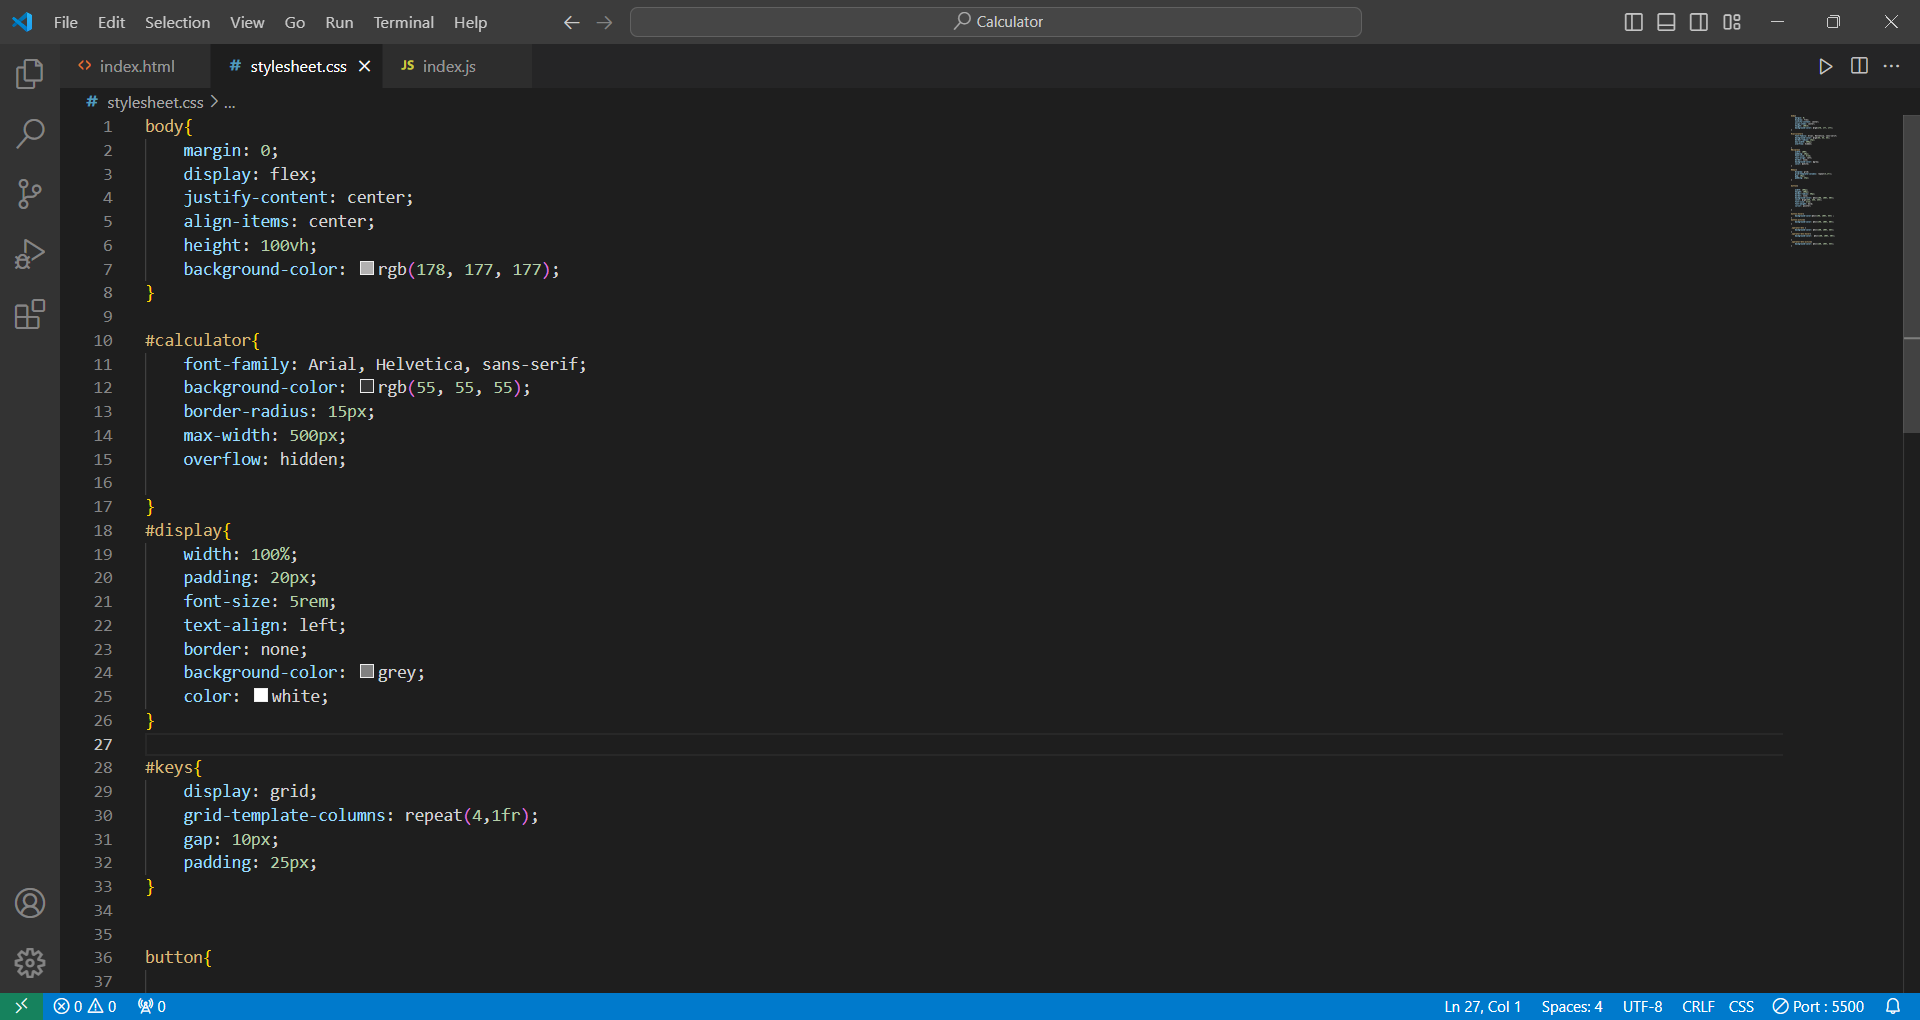 File Edit Selection View Go Run Terminal Help
Calculator
index.html
# stylesheet.css
JS index.js
# stylesheet.css > ...
1 body{
2 margin: 0;
3 display: flex;
4 justify-content: center;
5 align-items: center;
6 height: 100vh;
7 background-color: rgb(178, 177, 177);
8 }
9
10 #calculator{
11 font-family: Arial, Helvetica, sans-serif;
12 background-color: rgb(55, 55, 55);
13 border-radius: 15px;
14 max-width: 500px;
15 overflow: hidden;
16
17 }
18 #display{
19 width: 100%;
20 padding: 20px;
21 font-size: 5rem;
22 text-align: left;
23 border: none;
24 background-color: grey;
25 color: white;
26 }
27
28 #keys{
29 display: grid;
30 grid-template-columns: repeat(4,1fr);
31 gap: 10px;
32 padding: 25px;
33 }
34
35
36 button{
37
0 0 0 Ln 27, Col 1 Spaces: 4 UTF-8 CRLF CSS Port : 5500